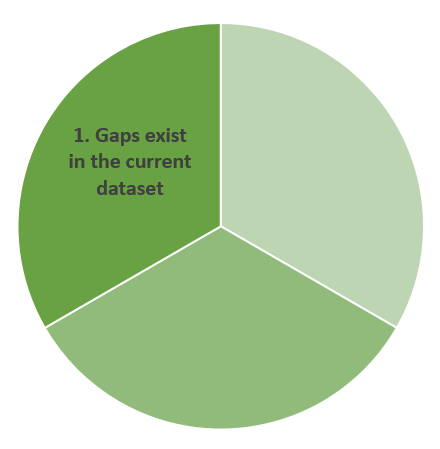 1. Gaps exist
in the current
dataset